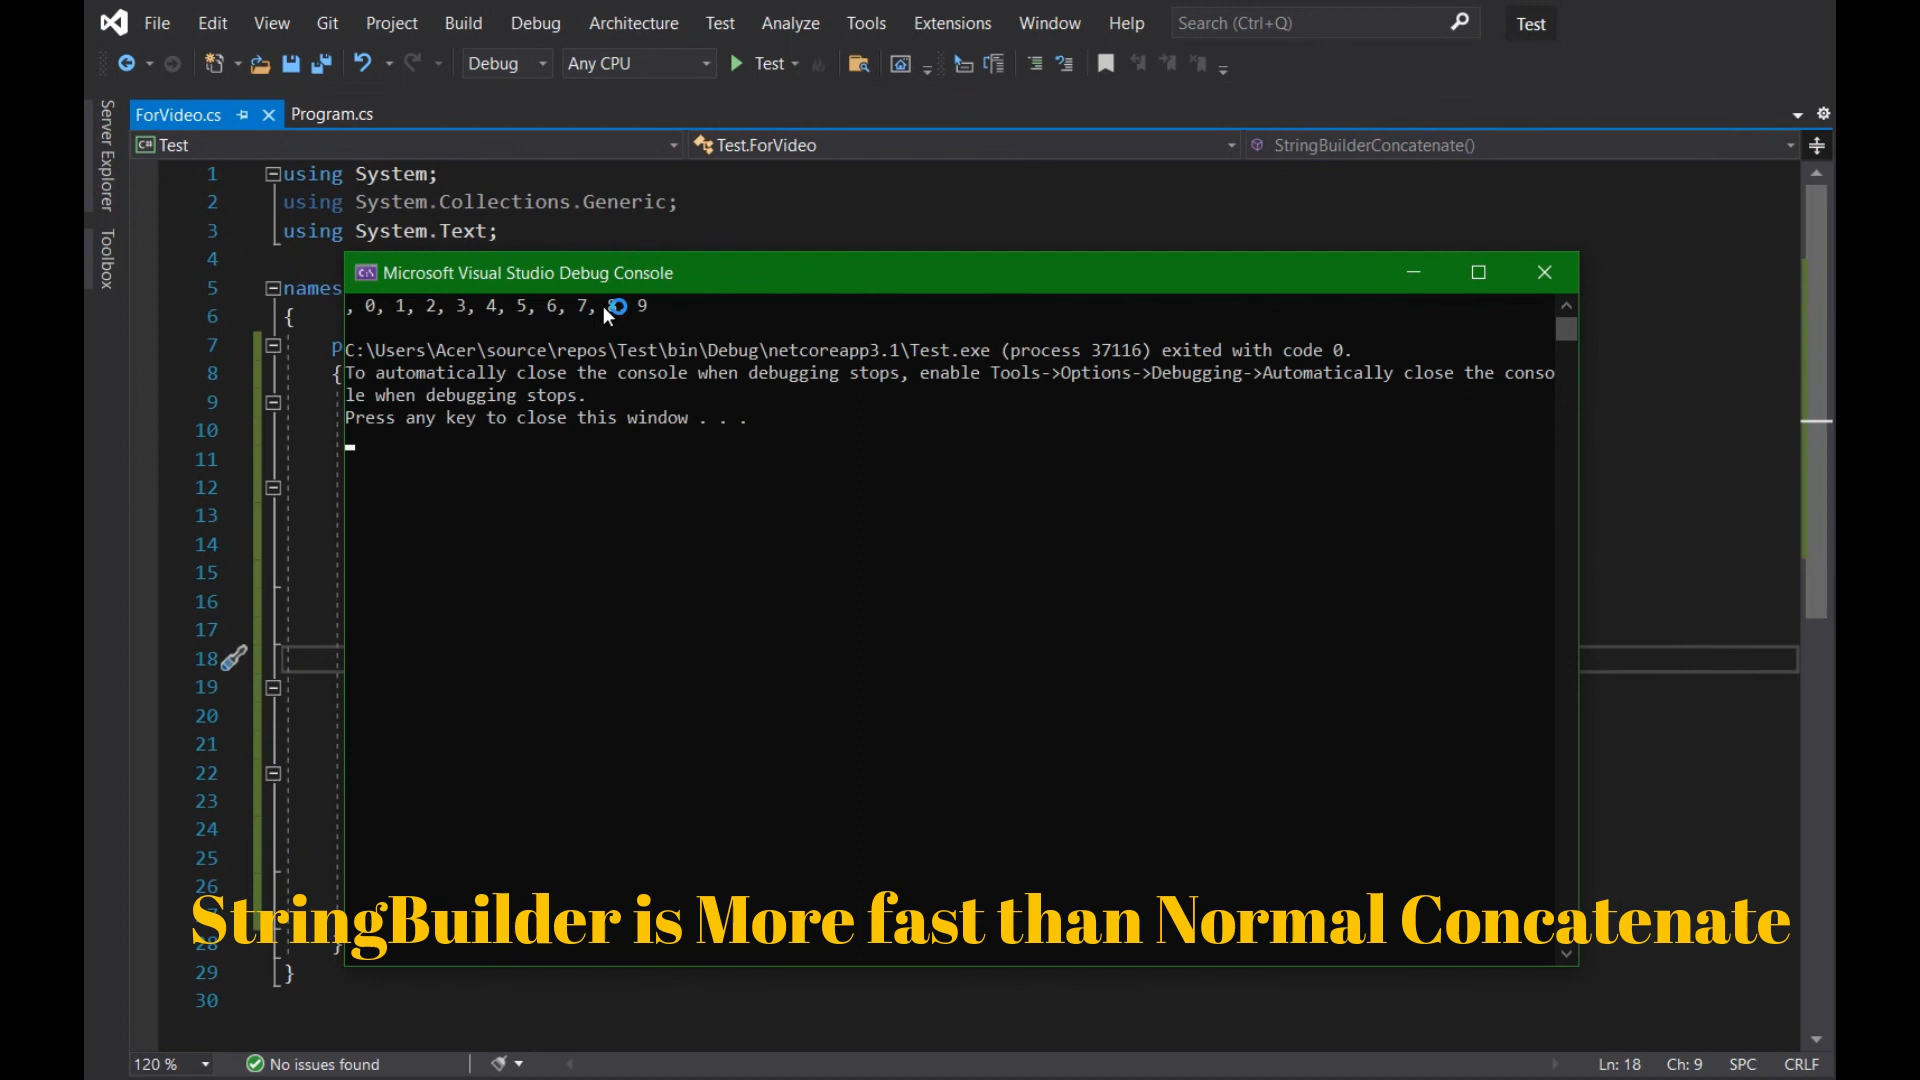 File Edit View Git Project Build Debug Architecture Test Analyze Tools Extensions Window Help Search (Ctrl+Q) Test
Debug Any CPU Test
Server Explorer
Toolbox
ForVideo.cs Program.cs
C# Test Test.ForVideo StringBuilderConcatenate()
1 using System;
2 using System.Collections.Generic;
3 using System.Text;
4
5 names
6 {
7 p
8 {
9
10
11
12
13
14
15
16
17
18
19
20
21
22
23
24
25
26
28 }
29 }
30
Microsoft Visual Studio Debug Console
, 0, 1, 2, 3, 4, 5, 6, 7, 9
C:\Users\Acer\source\repos\Test\bin\Debug\netcoreapp3.1\Test.exe (process 37116) exited with code 0.
To automatically close the console when debugging stops, enable Tools->Options->Debugging->Automatically close the conso
le when debugging stops.
Press any key to close this window . . .
StringBuilder is More fast than Normal Concatenate
120 % No issues found Ln: 18 Ch: 9 SPC CRLF